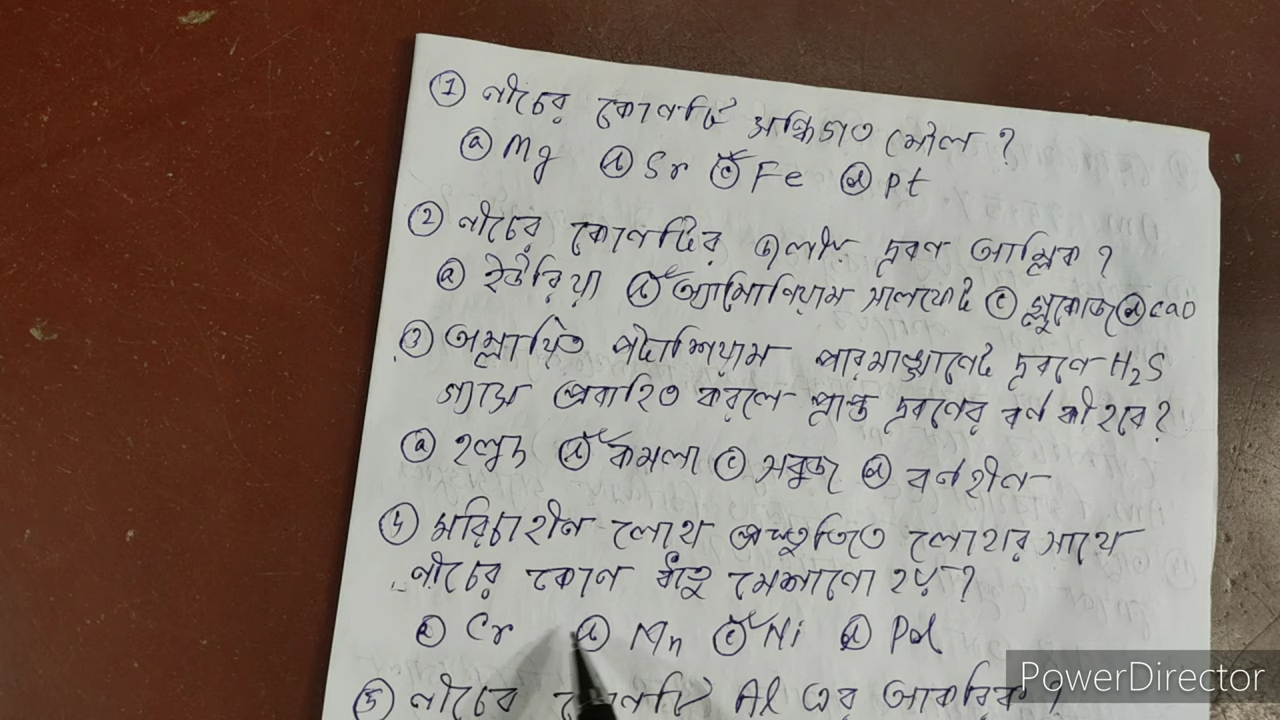 ① নীচের কোনটি সন্ধিগত মৌল ?
ⓐ Mg ⓑ Sr ⓒ Fe ⓓ Pt
② নীচের কোনটির জলীয় দ্রবণ আম্লিক ?
ⓐ ইউরিয়া ⓑ অ্যামোনিয়াম সালফেট ⓒ গ্লুকোজ ⓓ CaO
③ অম্লায়িত পটাশিয়াম পারমাঙ্গানেট দ্রবণে H₂S
গ্যাস প্রবাহিত করলে প্রাপ্ত দ্রবণের বর্ণ কী হবে ?
ⓐ হলুদ ⓑ কমলা ⓒ সবুজ ⓓ বর্ণহীন
④ মরিচাহীন লোহা প্রস্তুতিতে লোহার সাথে
নীচের কোন ধাতু মেশানো হয় ?
ⓐ Cr ⓑ Mn ⓒ Ni ⓓ Pd
⑤ নীচের কোনটি Al এর আকরিক ?
PowerDirector